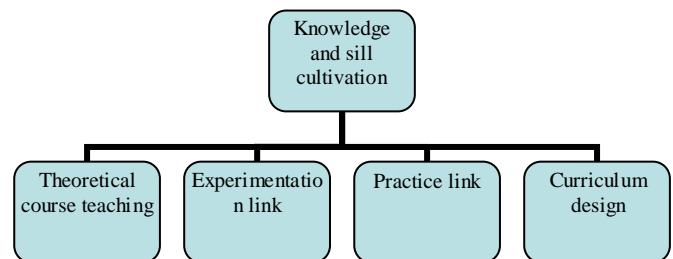 Knowledge
and sill
cultivation
Theoretical
course teaching
Experimentatio
n link
Practice link
Curriculum
design